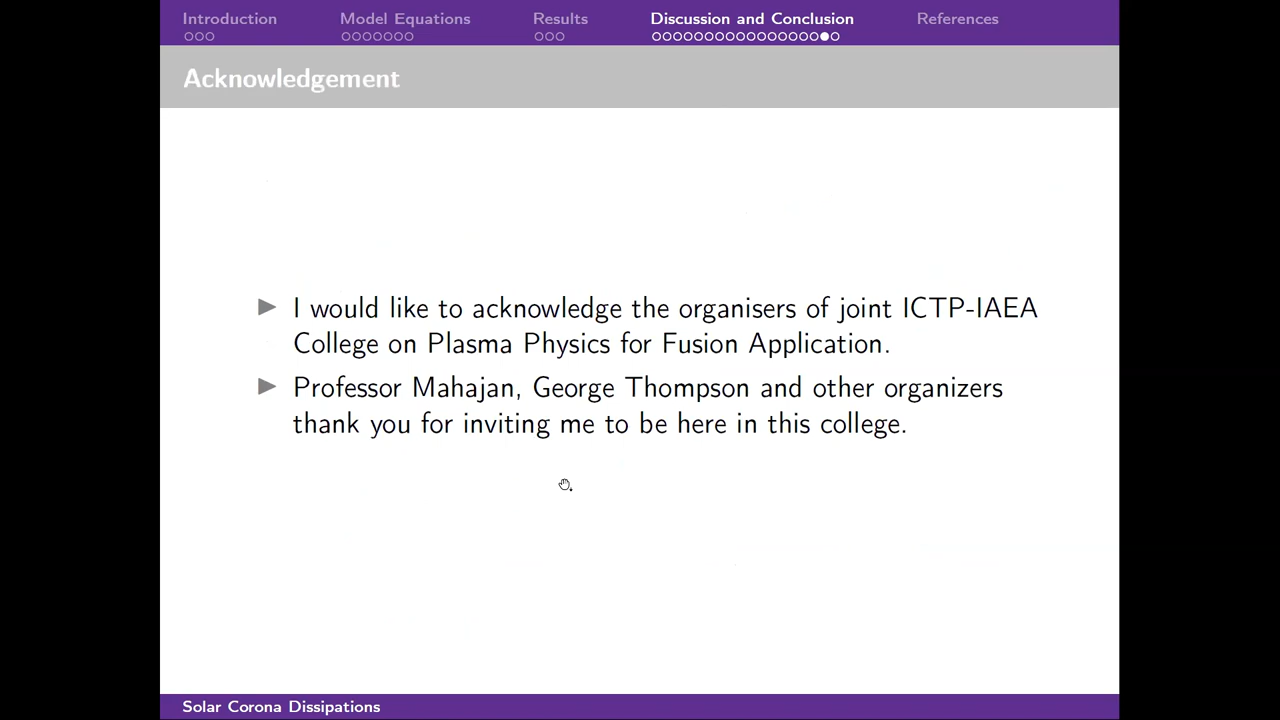 Introduction
Model Equations
Results
Discussion and Conclusion
References
Acknowledgement
I would like to acknowledge the organisers of joint ICTP-IAEA
College on Plasma Physics for Fusion Application.
Professor Mahajan, George Thompson and other organizers
thank you for inviting me to be here in this college.
Solar Corona Dissipations